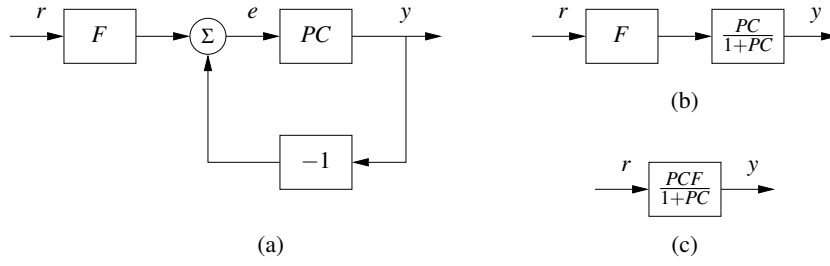 r F Σ e PC y
−1
(a)
r F PC/1+PC y
(b)
r PCF/1+PC y
(c)